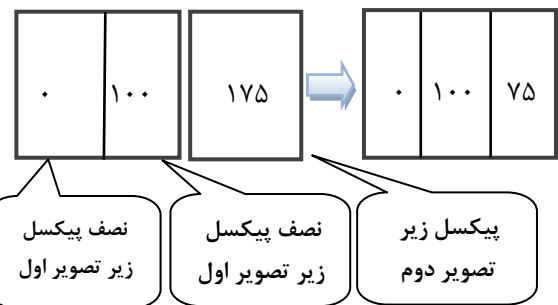 ۰ ۱۰۰ ۱۷۵ ۰ ۱۰۰ ۷۵
نصف پیکسل
زیر تصویر اول
نصف پیکسل
زیر تصویر اول
پیکسل زیر
تصویر دوم